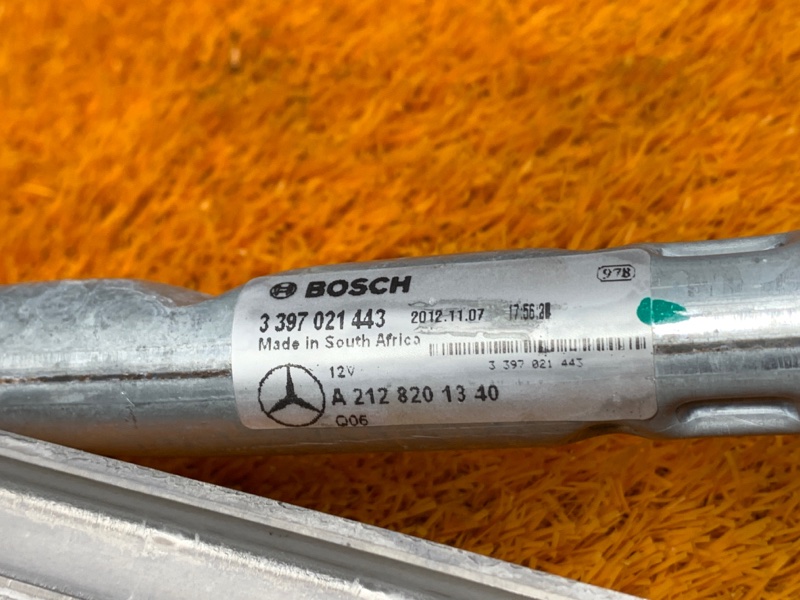 BOSCH
978
3 397 021 443 2012.11.07
Made in South Africa
3 397 021 443
12V
A 212 820 13 40
Q06